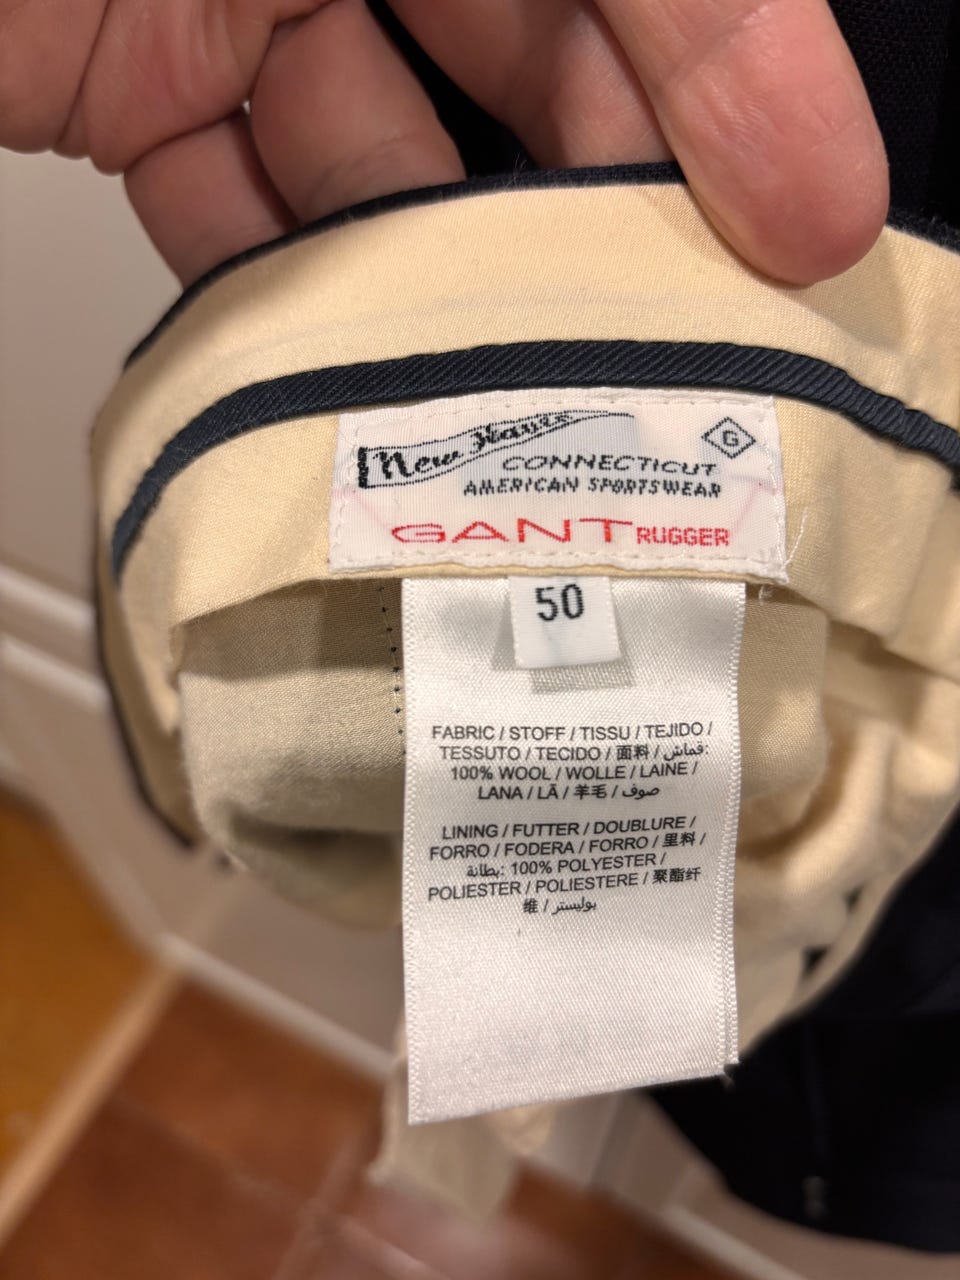 New Haven
G
CONNECTICUT
AMERICAN SPORTSWEAR
GANT RUGGER
50
FABRIC / STOFF / TISSU / TEJIDO /
TESSUTO / TECIDO / 面料 / قماش:
100% WOOL / WOLLE / LAINE /
LANA / LÃ / 羊毛 / صوف
LINING / FUTTER / DOUBLURE /
FORRO / FODERA / FORRO / 里料 /
بطانة: 100% POLYESTER /
POLIESTER / POLIESTERE / 聚酯纤
维 / بوليستر